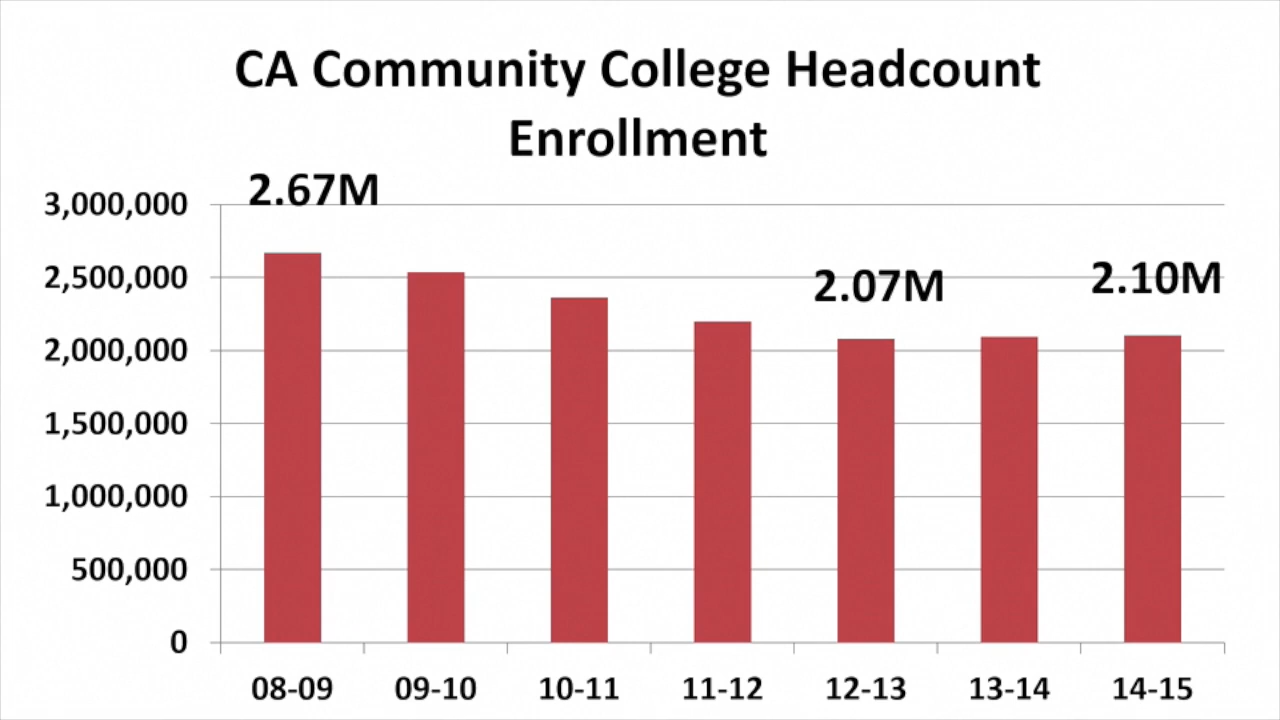 CA Community College Headcount
Enrollment
2.67M
3,000,000
2.10M
2.07M
2,500,000
2,000,000
1,500,000
1,000,000
500,000
0
08-09 09-10 10-11 11-12 12-13 13-14 14-15